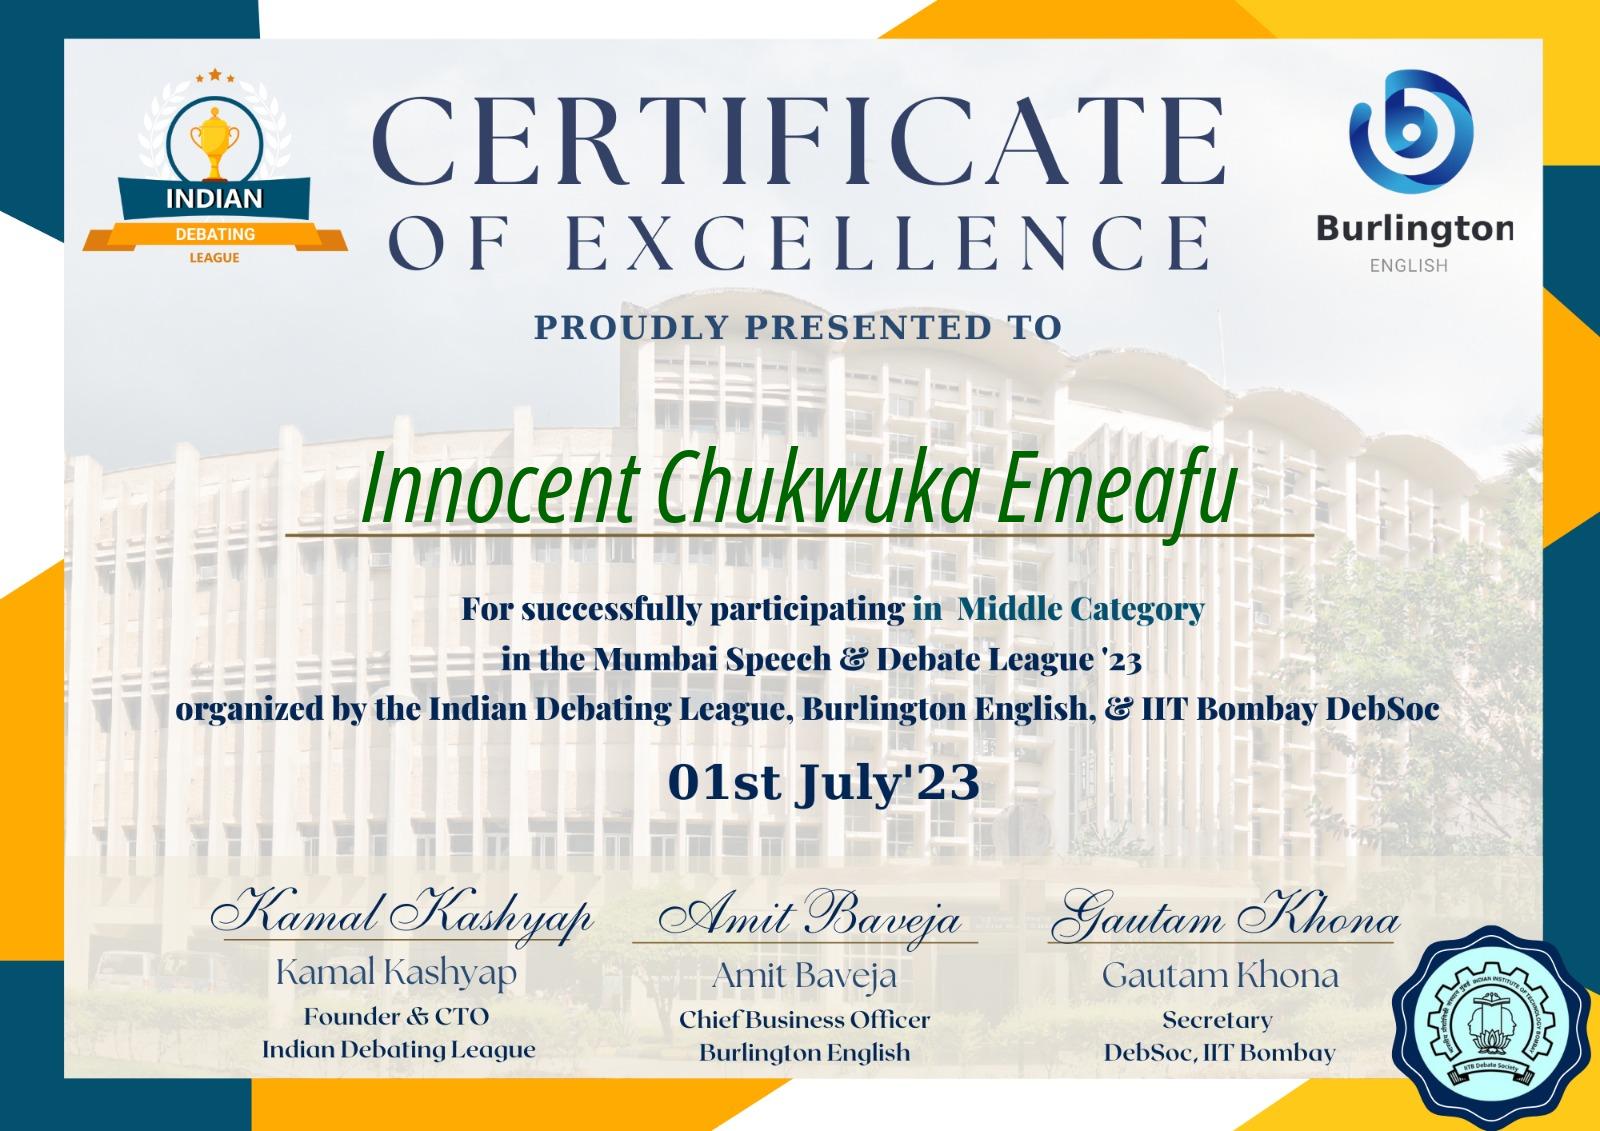 INDIAN
DEBATING
LEAGUE
CERTIFICATE
OF EXCELLENCE
Burlington
ENGLISH
PROUDLY PRESENTED TO
Innocent Chukwuka Emeafu
For successfully participating in Middle Category
in the Mumbai Speech & Debate League '23
organized by the Indian Debating League, Burlington English, & IIT Bombay DebSoc
01st July'23
Kamal Kashyap
Kamal Kashyap
Founder & CTO
Indian Debating League
Amit Baveja
Amit Baveja
Chief Business Officer
Burlington English
Gautam Khona
Gautam Khona
Secretary
DebSoc, IIT Bombay
INDIAN INSTITUTE OF TECHNOLOGY BOMBAY
IITB Debate Society